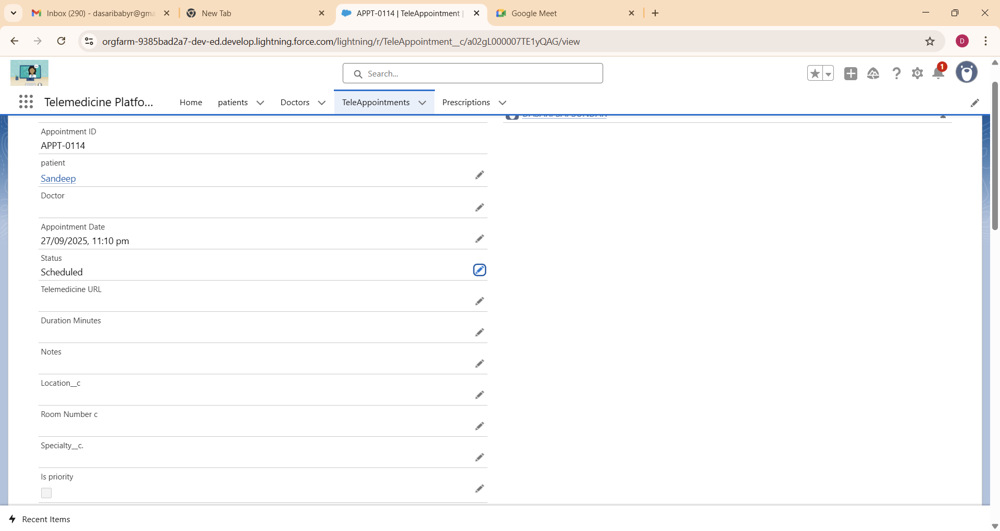 Inbox (290) - dasaribabyr@gma
New Tab
APPT-0114 | TeleAppointment |
Google Meet
orgfarm-9385bad2a7-dev-ed.develop.lightning.force.com/lightning/r/TeleAppointment__c/a02gL000007TE1yQAG/view
D
Search...
1
Telemedicine Platfo...
Home
patients
Doctors
TeleAppointments
Prescriptions
Appointment ID
APPT-0114
patient
Sandeep
Doctor
Appointment Date
27/09/2025, 11:10 pm
Status
Scheduled
Telemedicine URL
Duration Minutes
Notes
Location__c
Room Number c
Specialty__c.
Is priority
Recent Items